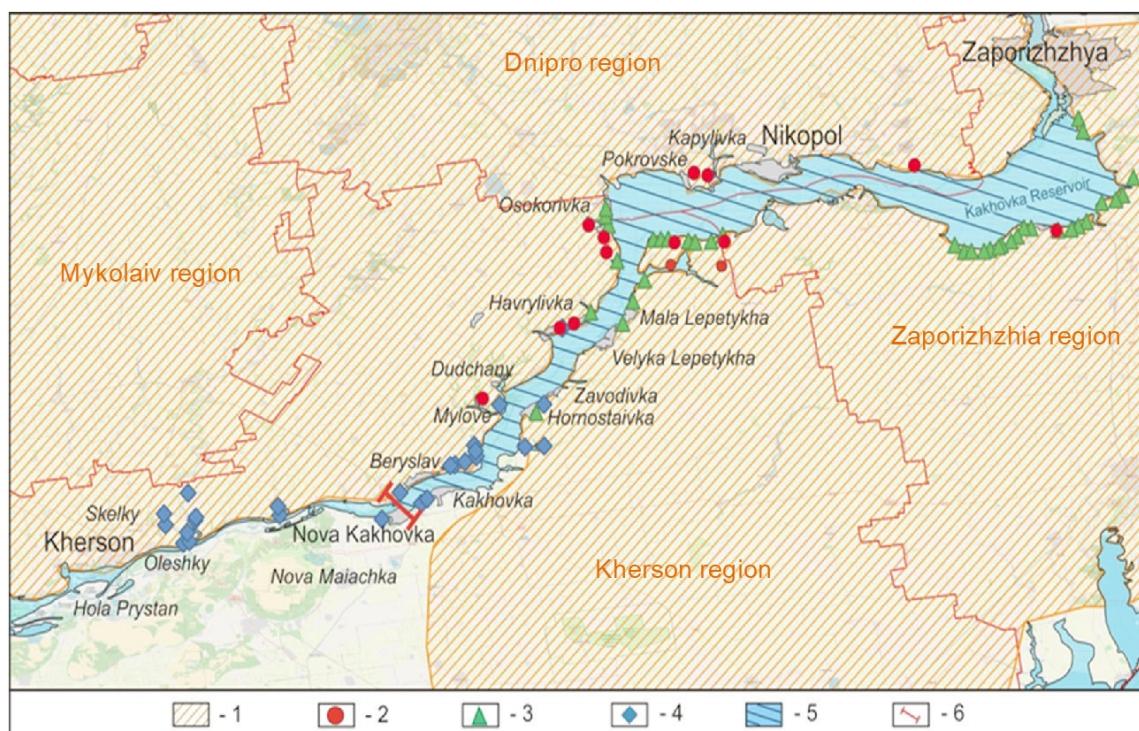 Dnipro region
Zaporizhzhya
Kapylivka
Nikopol
Pokrovske
Kakhovka Reservoir
Osokorivka
Mykolaiv region
Havrylivka
Mala Lepetykha
Zaporizhzhia region
Velyka Lepetykha
Dudchany
Zavodivka
Mylove
Hornostaivka
Beryslav
Kakhovka
Skelky
Nova Kakhovka
Kherson
Oleshky
Nova Maiachka
Kherson region
Hola Prystan
- 1 - 2 - 3 - 4 - 5 - 6